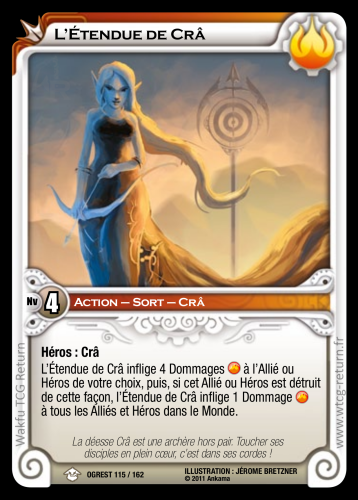 L'ÉTENDUE DE CRÂ
Nv 4 ACTION – SORT – CRÂ
Héros : Crâ
L'Étendue de Crâ inflige 4 Dommages à l'Allié ou
Héros de votre choix, puis, si cet Allié ou Héros est détruit
de cette façon, l'Étendue de Crâ inflige 1 Dommage
à tous les Alliés et Héros dans le Monde.
La déesse Crâ est une archère hors pair. Toucher ses
disciples en plein cœur, c'est dans ses cordes !
OGREST 115 / 162
ILLUSTRATION : JÉROME BRETZNER
© 2011 Ankama
Wakfu TCG Return
www.wtcg-return.fr